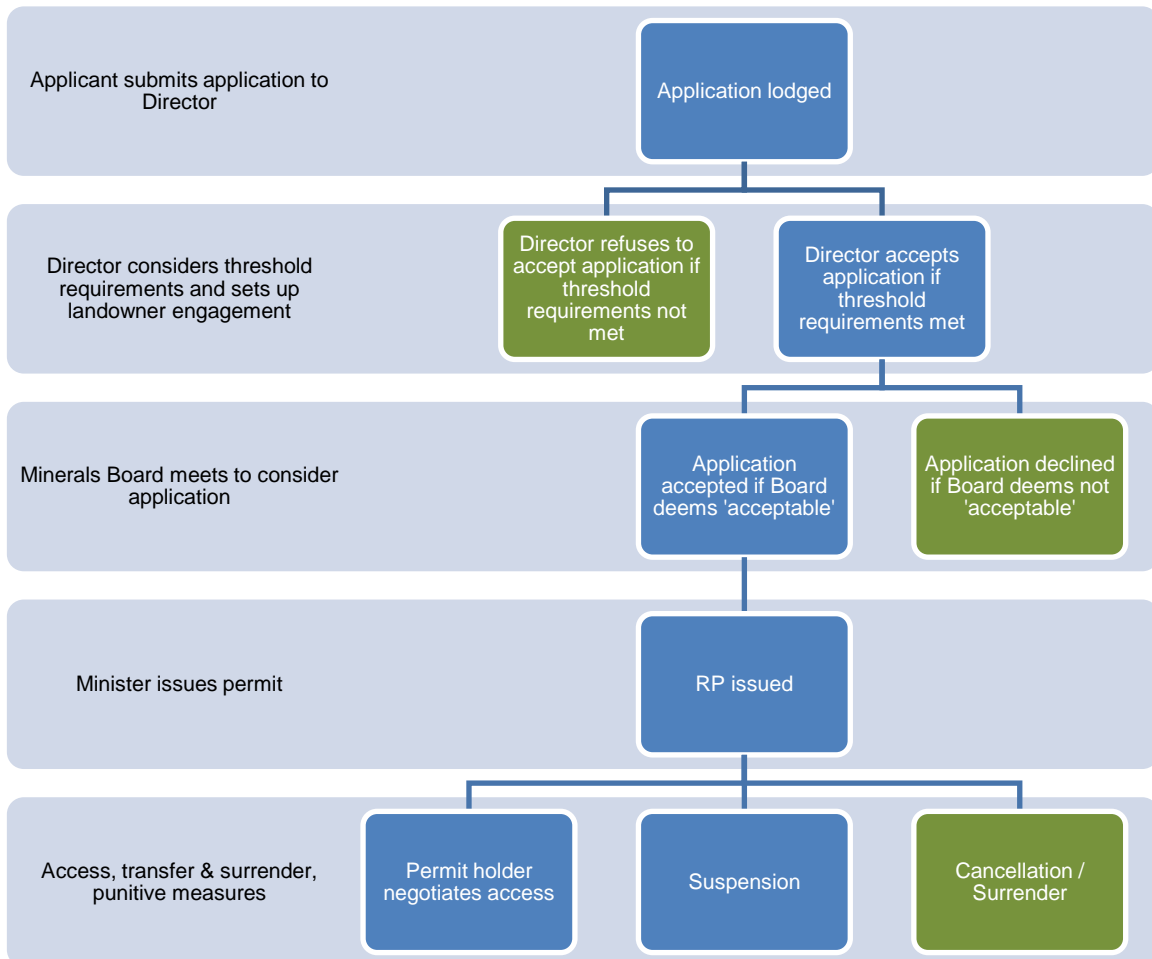 Applicant submits application to
Director
Application lodged
Director considers threshold
requirements and sets up
landowner engagement
Director refuses to
accept application if
threshold
requirements not
met
Director accepts
application if
threshold
requirements met
Minerals Board meets to consider
application
Application
accepted if Board
deems 'acceptable'
Application declined
if Board deems not
'acceptable'
Minister issues permit
RP issued
Access, transfer & surrender,
punitive measures
Permit holder
negotiates access
Suspension
Cancellation /
Surrender